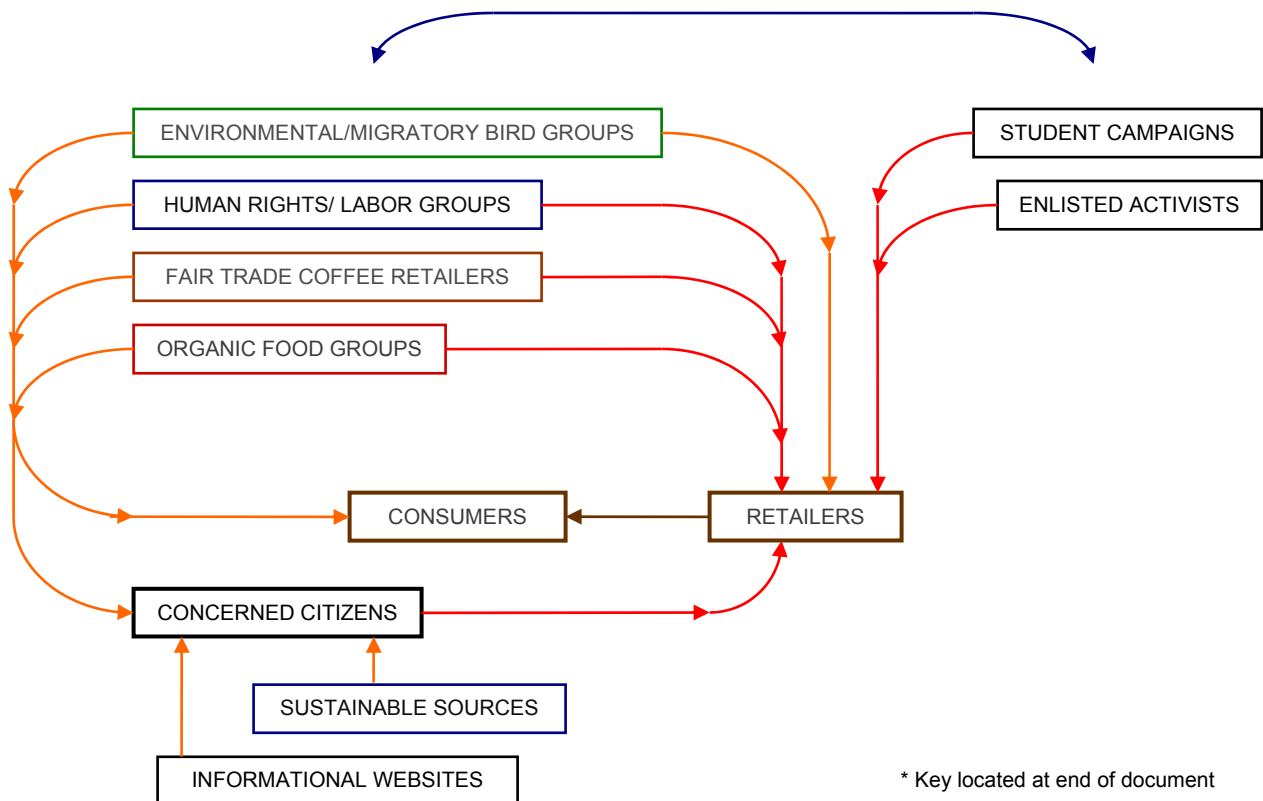 ENVIRONMENTAL/MIGRATORY BIRD GROUPS
STUDENT CAMPAIGNS
HUMAN RIGHTS/ LABOR GROUPS
ENLISTED ACTIVISTS
FAIR TRADE COFFEE RETAILERS
ORGANIC FOOD GROUPS
CONSUMERS
RETAILERS
CONCERNED CITIZENS
SUSTAINABLE SOURCES
INFORMATIONAL WEBSITES
* Key located at end of document